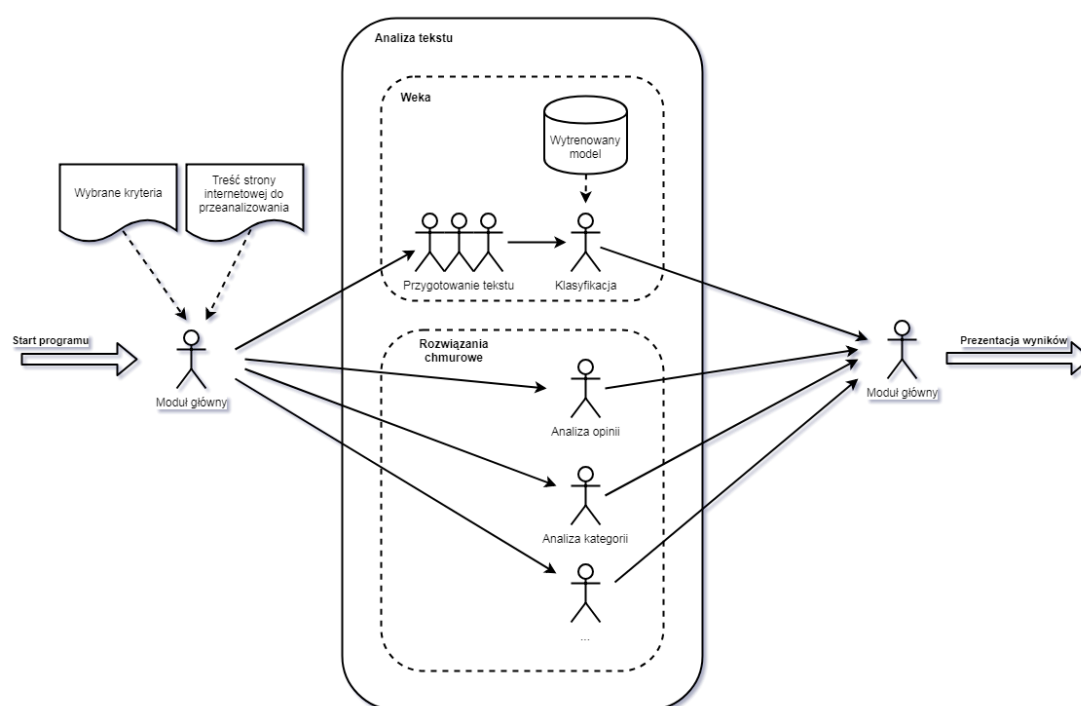 Analiza tekstu
Weka
Wytrenowany
model
Wybrane kryteria
Treść strony
internetowej do
przeanalizowania
Przygotowanie tekstu
Klasyfikacja
Start programu
Moduł główny
Rozwiązania
chmurowe
Analiza opinii
Analiza kategorii
...
Moduł główny
Prezentacja wyników